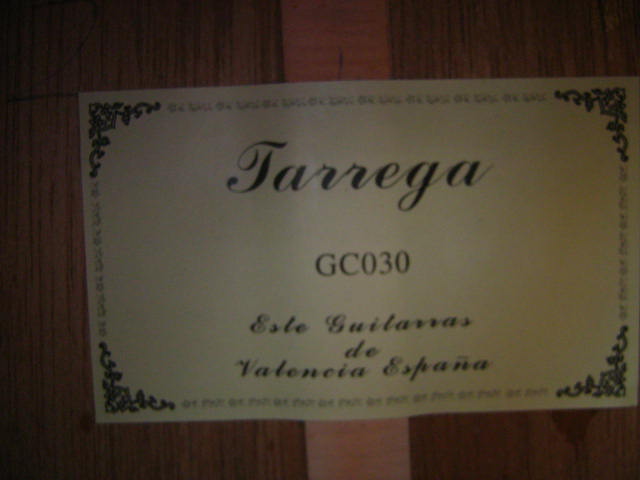 Tarrega
GC030
Este Guitarras
de
Valencia España